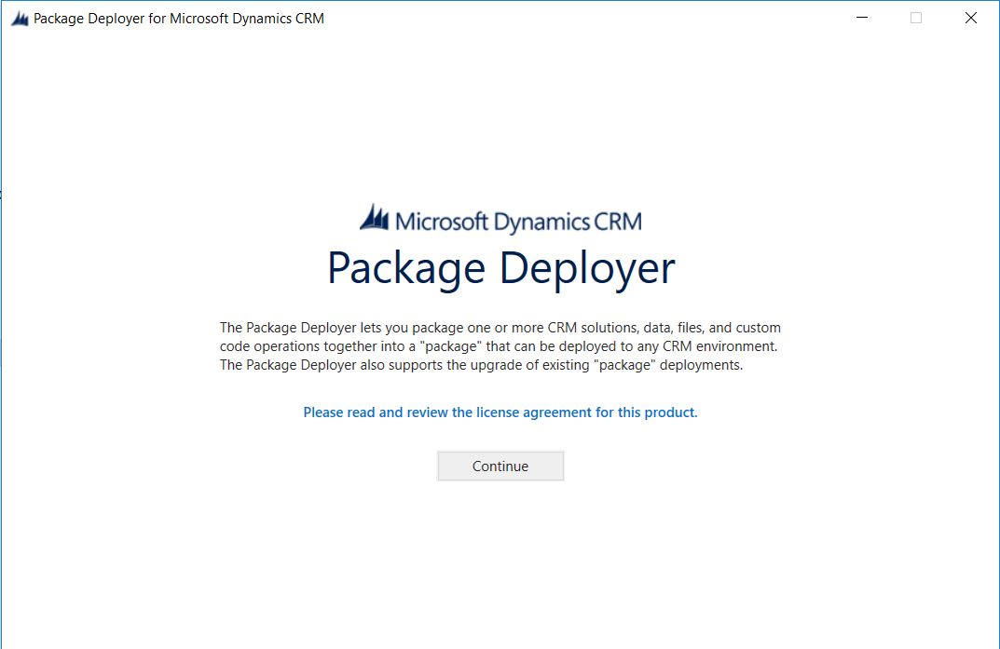 Package Deployer for Microsoft Dynamics CRM
Microsoft Dynamics CRM
Package Deployer
The Package Deployer lets you package one or more CRM solutions, data, files, and custom
code operations together into a "package" that can be deployed to any CRM environment.
The Package Deployer also supports the upgrade of existing "package" deployments.
Please read and review the license agreement for this product.
Continue